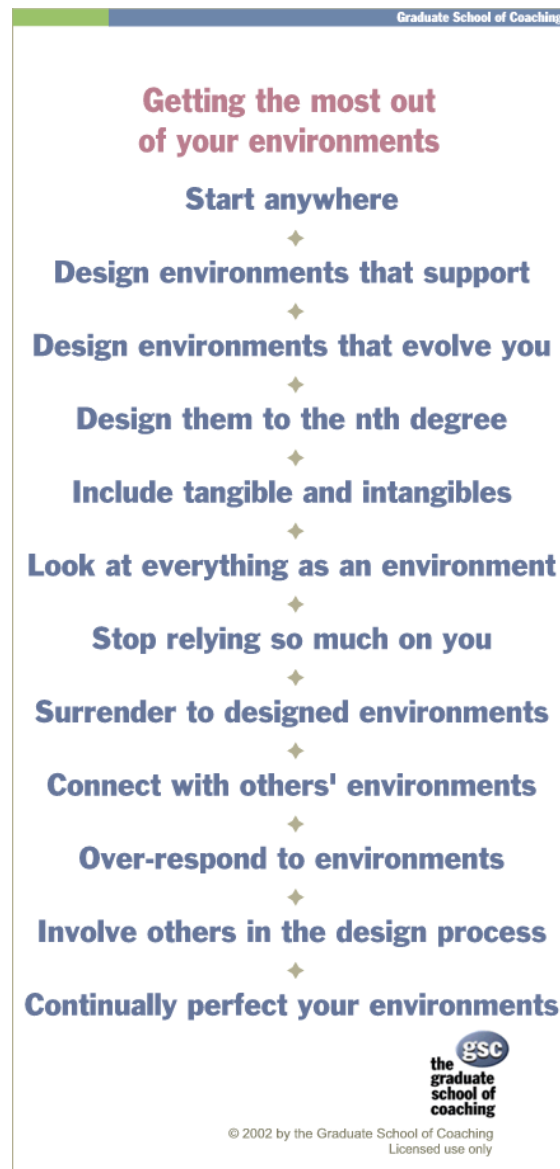 Graduate School of Coaching
Getting the most out
of your environments
Start anywhere
Design environments that support
Design environments that evolve you
Design them to the nth degree
Include tangible and intangibles
Look at everything as an environment
Stop relying so much on you
Surrender to designed environments
Connect with others' environments
Over-respond to environments
Involve others in the design process
Continually perfect your environments
gsc
the
graduate
school of
coaching
© 2002 by the Graduate School of Coaching
Licensed use only